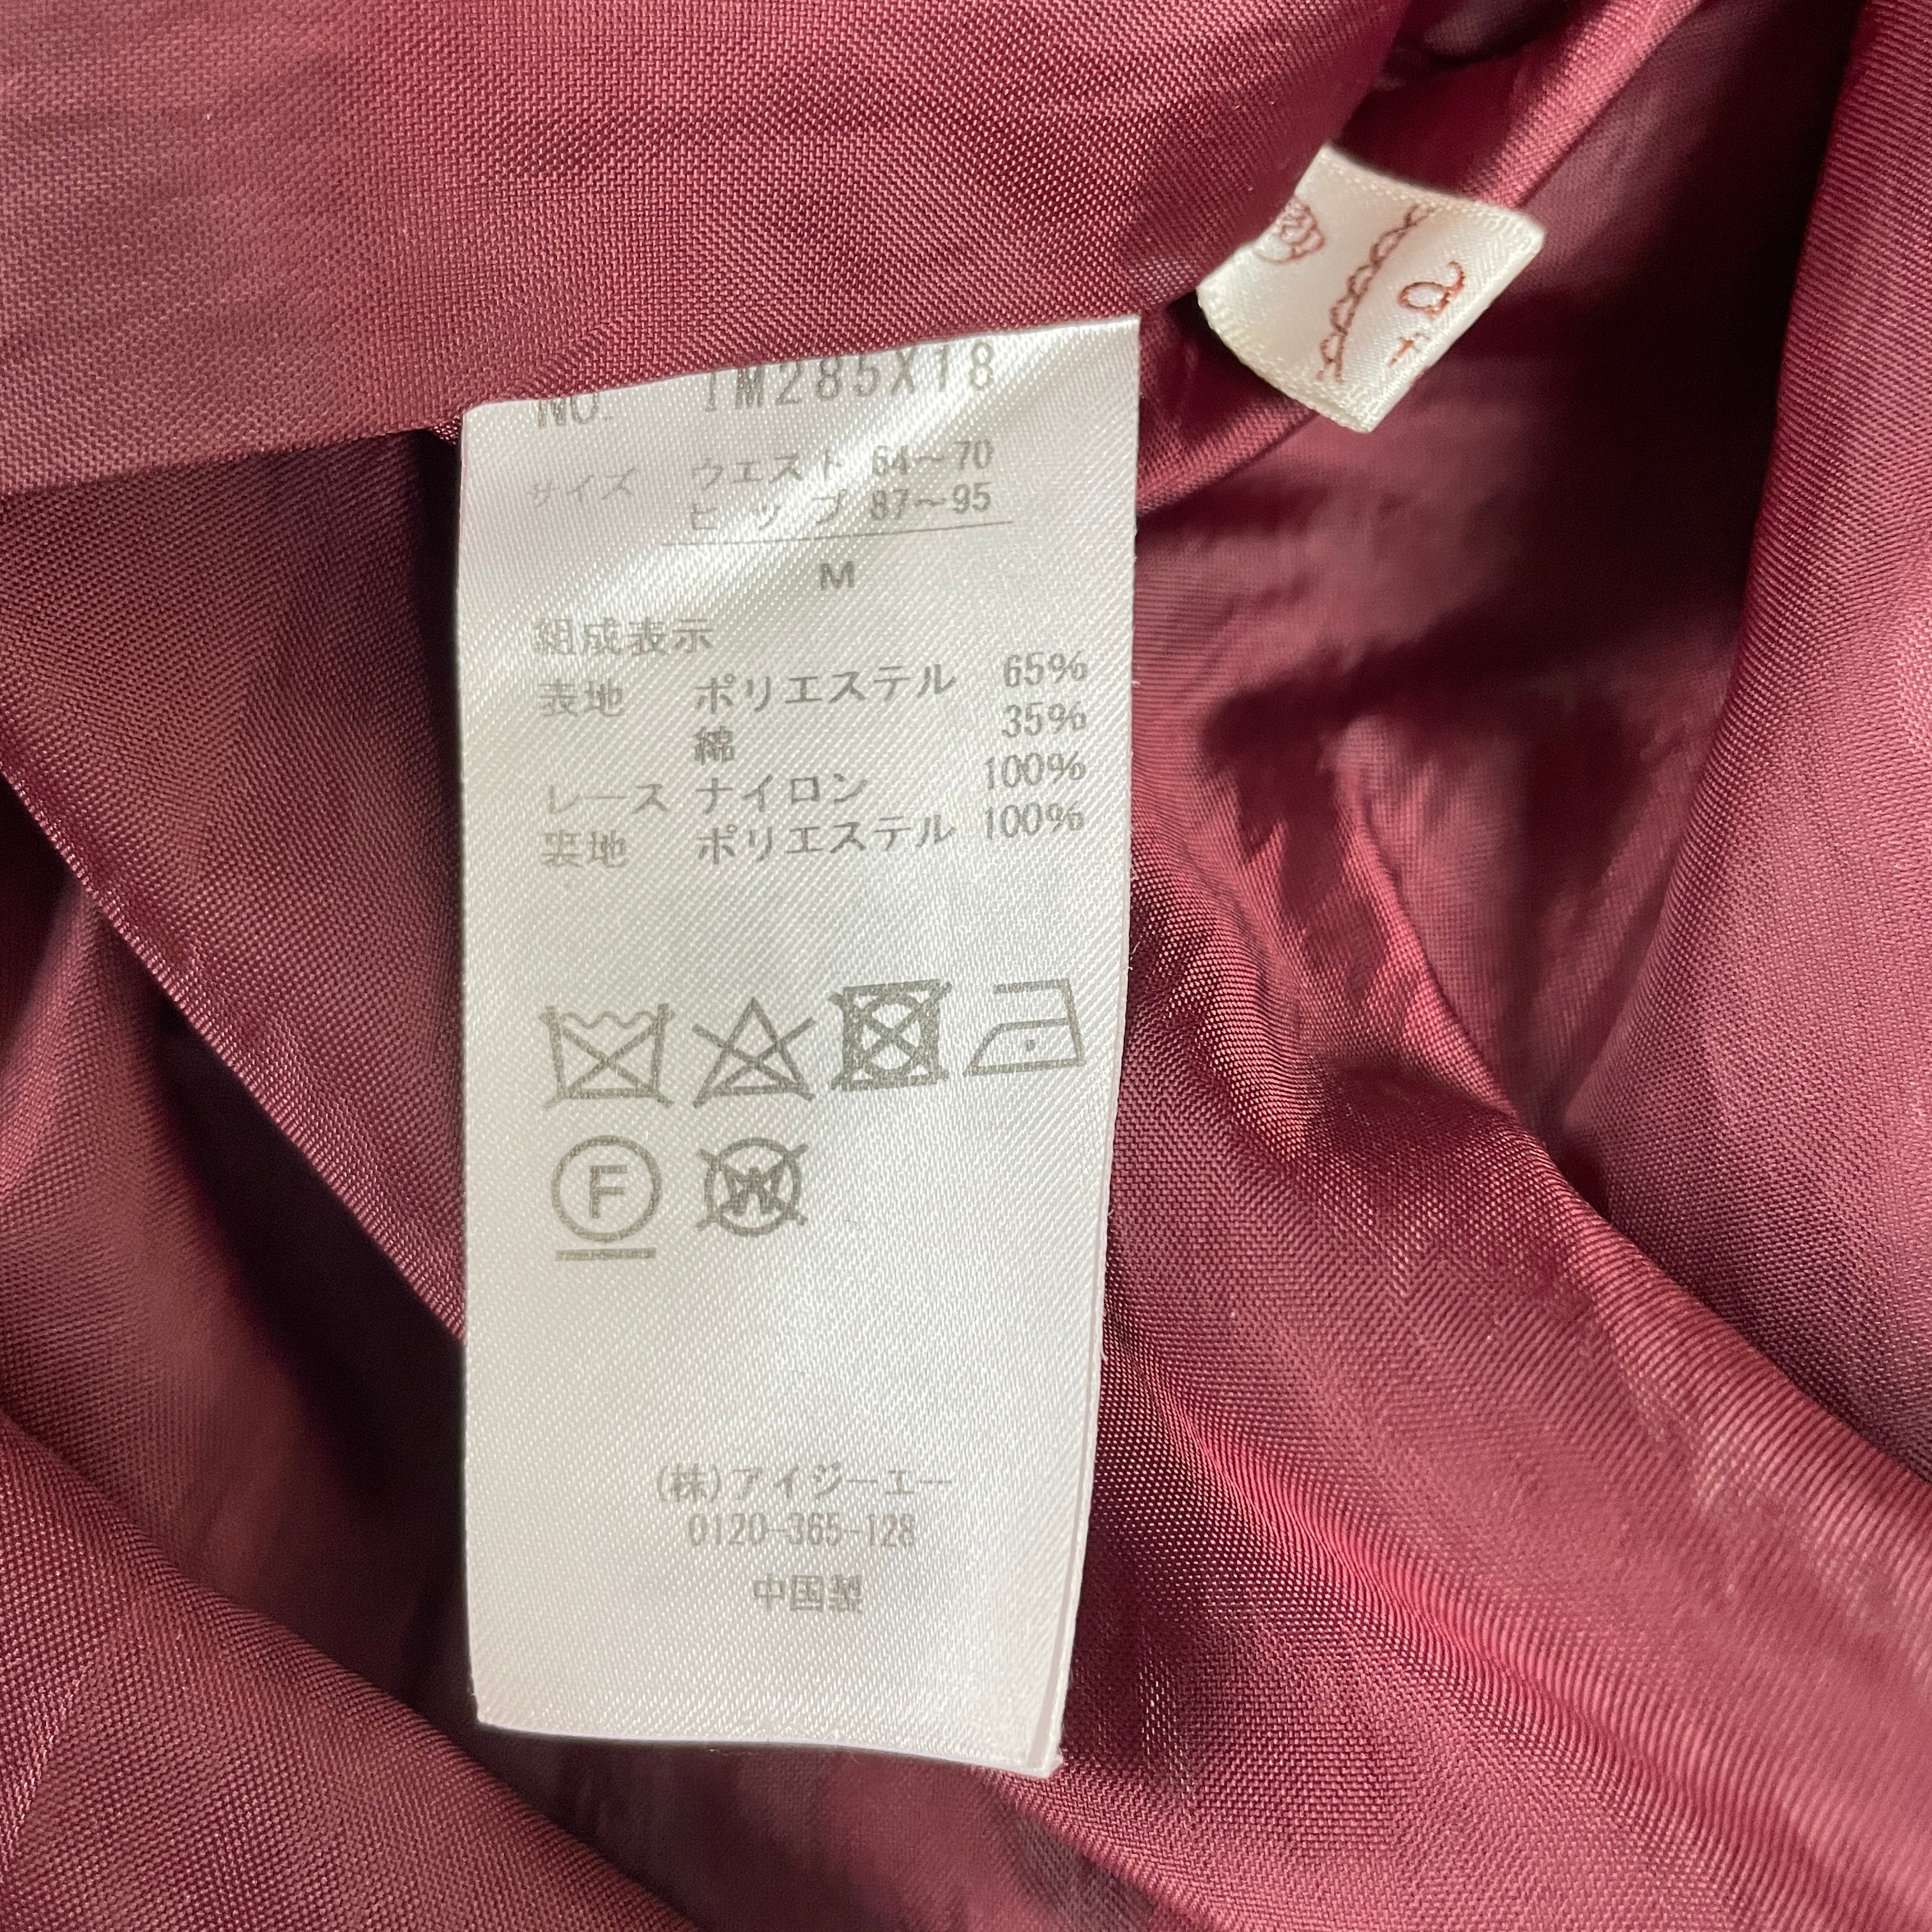 NO. IM285X18
サイズ ウエスト 64～70
ヒップ 87～95
M
組成表示
表地 ポリエステル 65%
綿 35%
レース ナイロン 100%
裏地 ポリエステル 100%
F
W
(株)アイジーエー
0120-365-128
中国製
a